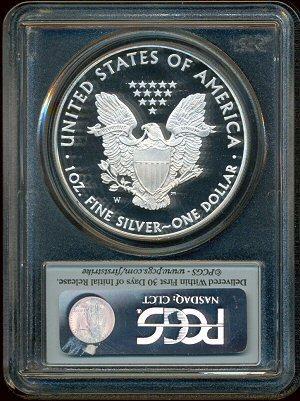 UNITED STATES OF AMERICA
W
1 OZ. FINE SILVER~ONE DOLLAR
PCGS
NASDAQ: CLCT
Delivered Within First 30 Days of Initial Release.
©PCGS - www.pcgs.com/firststrike